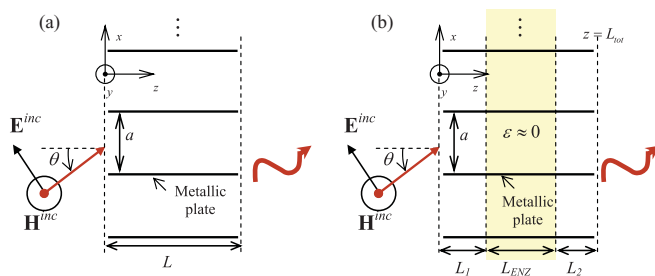 (a)
x
y
z
E^inc
θ
H^inc
a
Metallic
plate
L
(b)
z = L_tot
x
y
z
E^inc
θ
H^inc
a
ε ≈ 0
Metallic
plate
L_1
L_ENZ
L_2